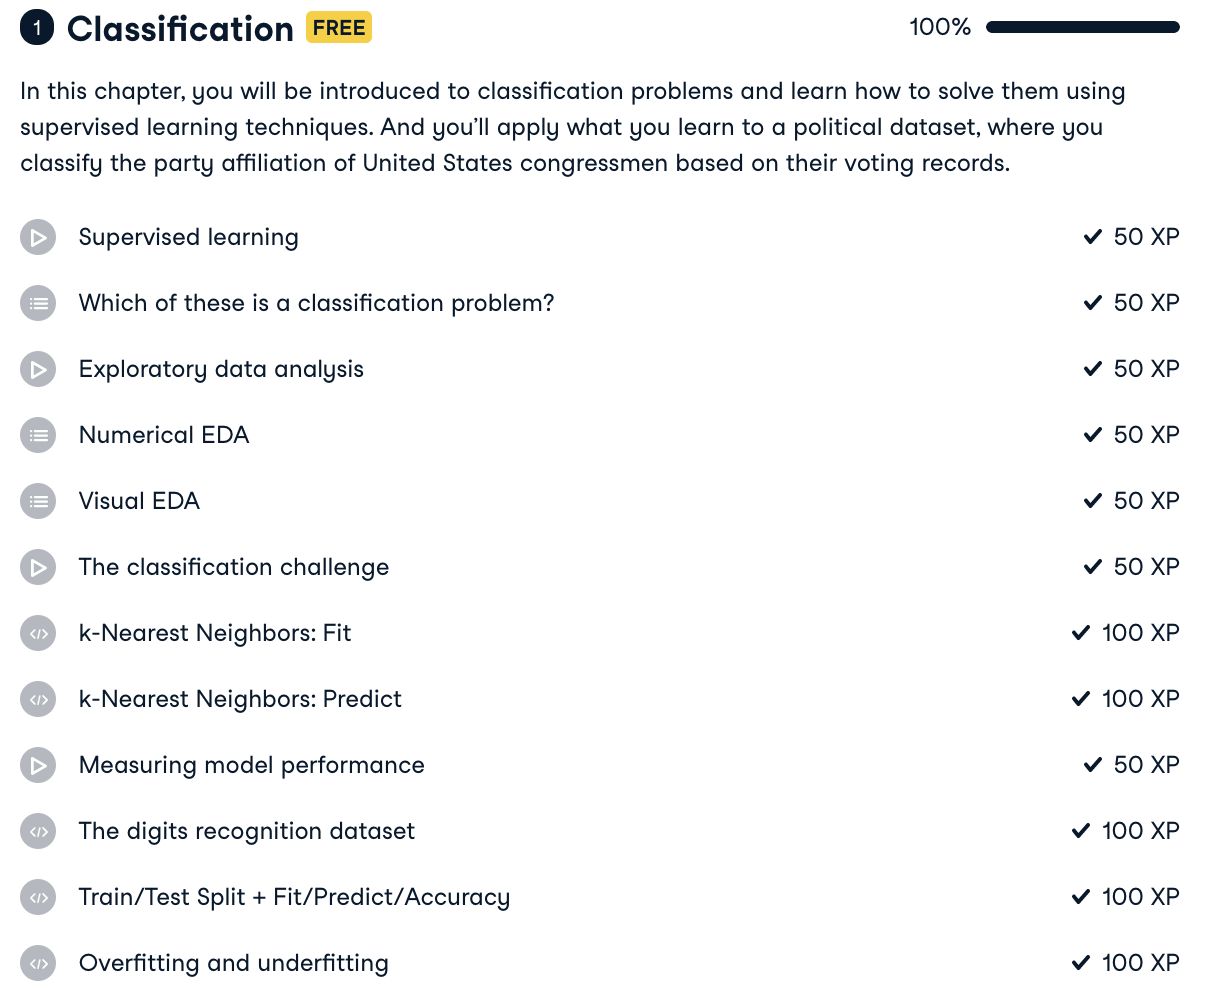 1 Classification FREE 100%
In this chapter, you will be introduced to classification problems and learn how to solve them using
supervised learning techniques. And you’ll apply what you learn to a political dataset, where you
classify the party affiliation of United States congressmen based on their voting records.
Supervised learning 50 XP
Which of these is a classification problem? 50 XP
Exploratory data analysis 50 XP
Numerical EDA 50 XP
Visual EDA 50 XP
The classification challenge 50 XP
k-Nearest Neighbors: Fit 100 XP
k-Nearest Neighbors: Predict 100 XP
Measuring model performance 50 XP
The digits recognition dataset 100 XP
Train/Test Split + Fit/Predict/Accuracy 100 XP
Overfitting and underfitting 100 XP